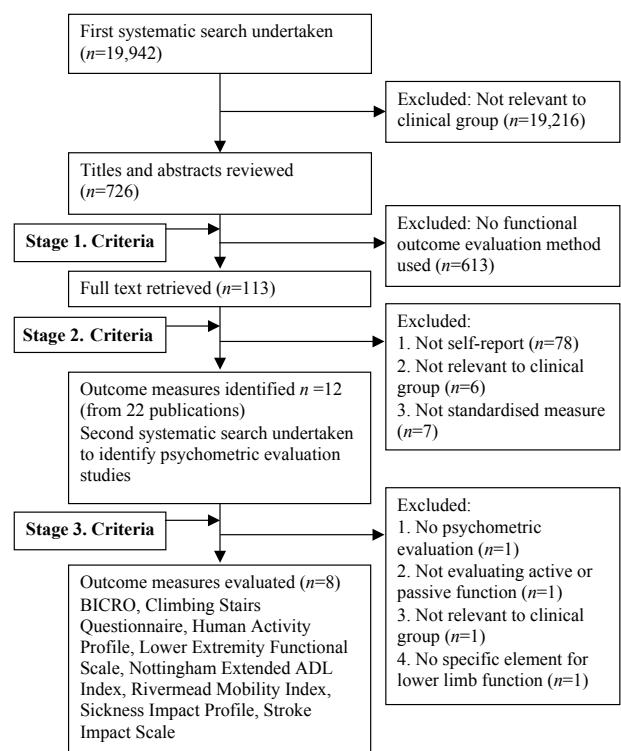 First systematic search undertaken
(n=19,942)
Excluded: Not relevant to
clinical group (n=19,216)
Titles and abstracts reviewed
(n=726)
Stage 1. Criteria
Excluded: No functional
outcome evaluation method
used (n=613)
Full text retrieved (n=113)
Stage 2. Criteria
Excluded:
1. Not self-report (n=78)
2. Not relevant to clinical
group (n=6)
3. Not standardised measure
(n=7)
Outcome measures identified n =12
(from 22 publications)
Second systematic search undertaken
to identify psychometric evaluation
studies
Stage 3. Criteria
Excluded:
1. No psychometric
evaluation (n=1)
2. Not evaluating active or
passive function (n=1)
3. Not relevant to clinical
group (n=1)
4. No specific element for
lower limb function (n=1)
Outcome measures evaluated (n=8)
BICRO, Climbing Stairs
Questionnaire, Human Activity
Profile, Lower Extremity Functional
Scale, Nottingham Extended ADL
Index, Rivermead Mobility Index,
Sickness Impact Profile, Stroke
Impact Scale